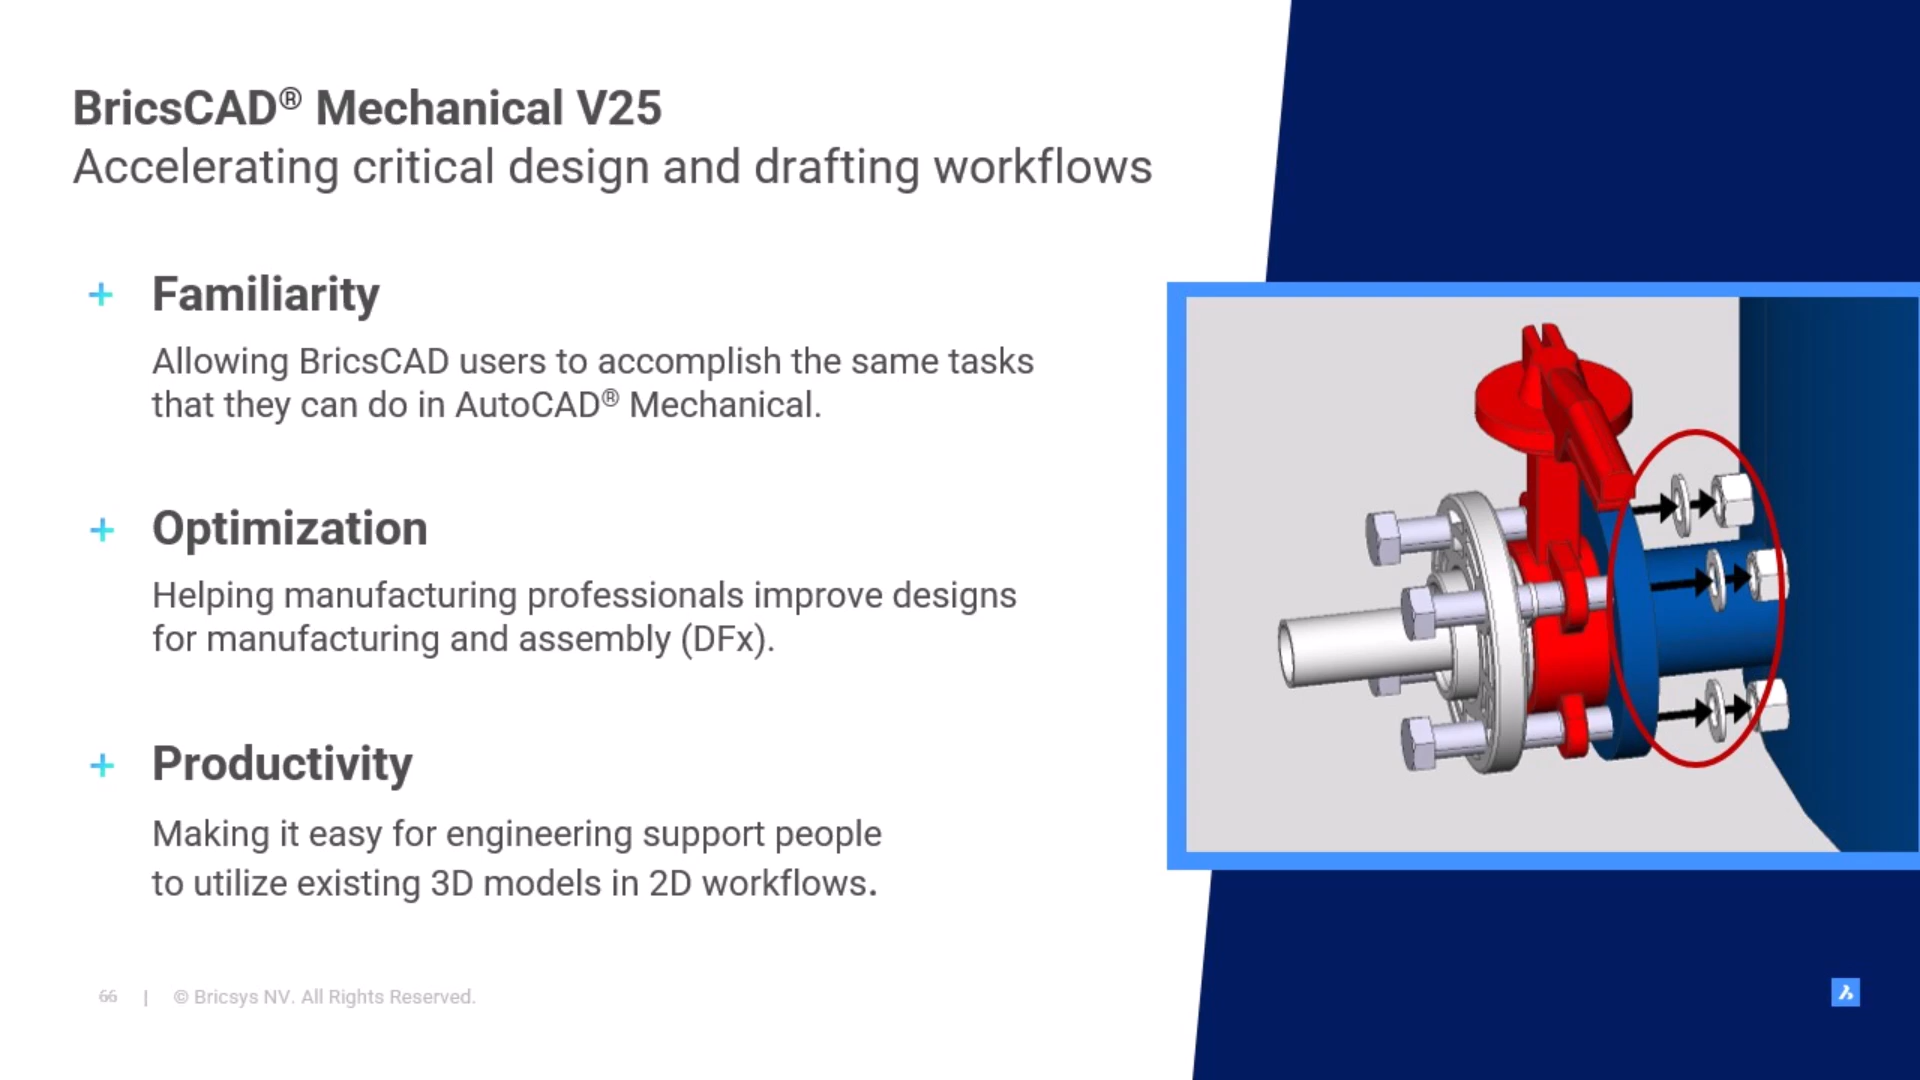 BricsCAD® Mechanical V25
Accelerating critical design and drafting workflows
+ Familiarity
Allowing BricsCAD users to accomplish the same tasks
that they can do in AutoCAD® Mechanical.
+ Optimization
Helping manufacturing professionals improve designs
for manufacturing and assembly (DFx).
+ Productivity
Making it easy for engineering support people
to utilize existing 3D models in 2D workflows.
66 | © Bricsys NV. All Rights Reserved.